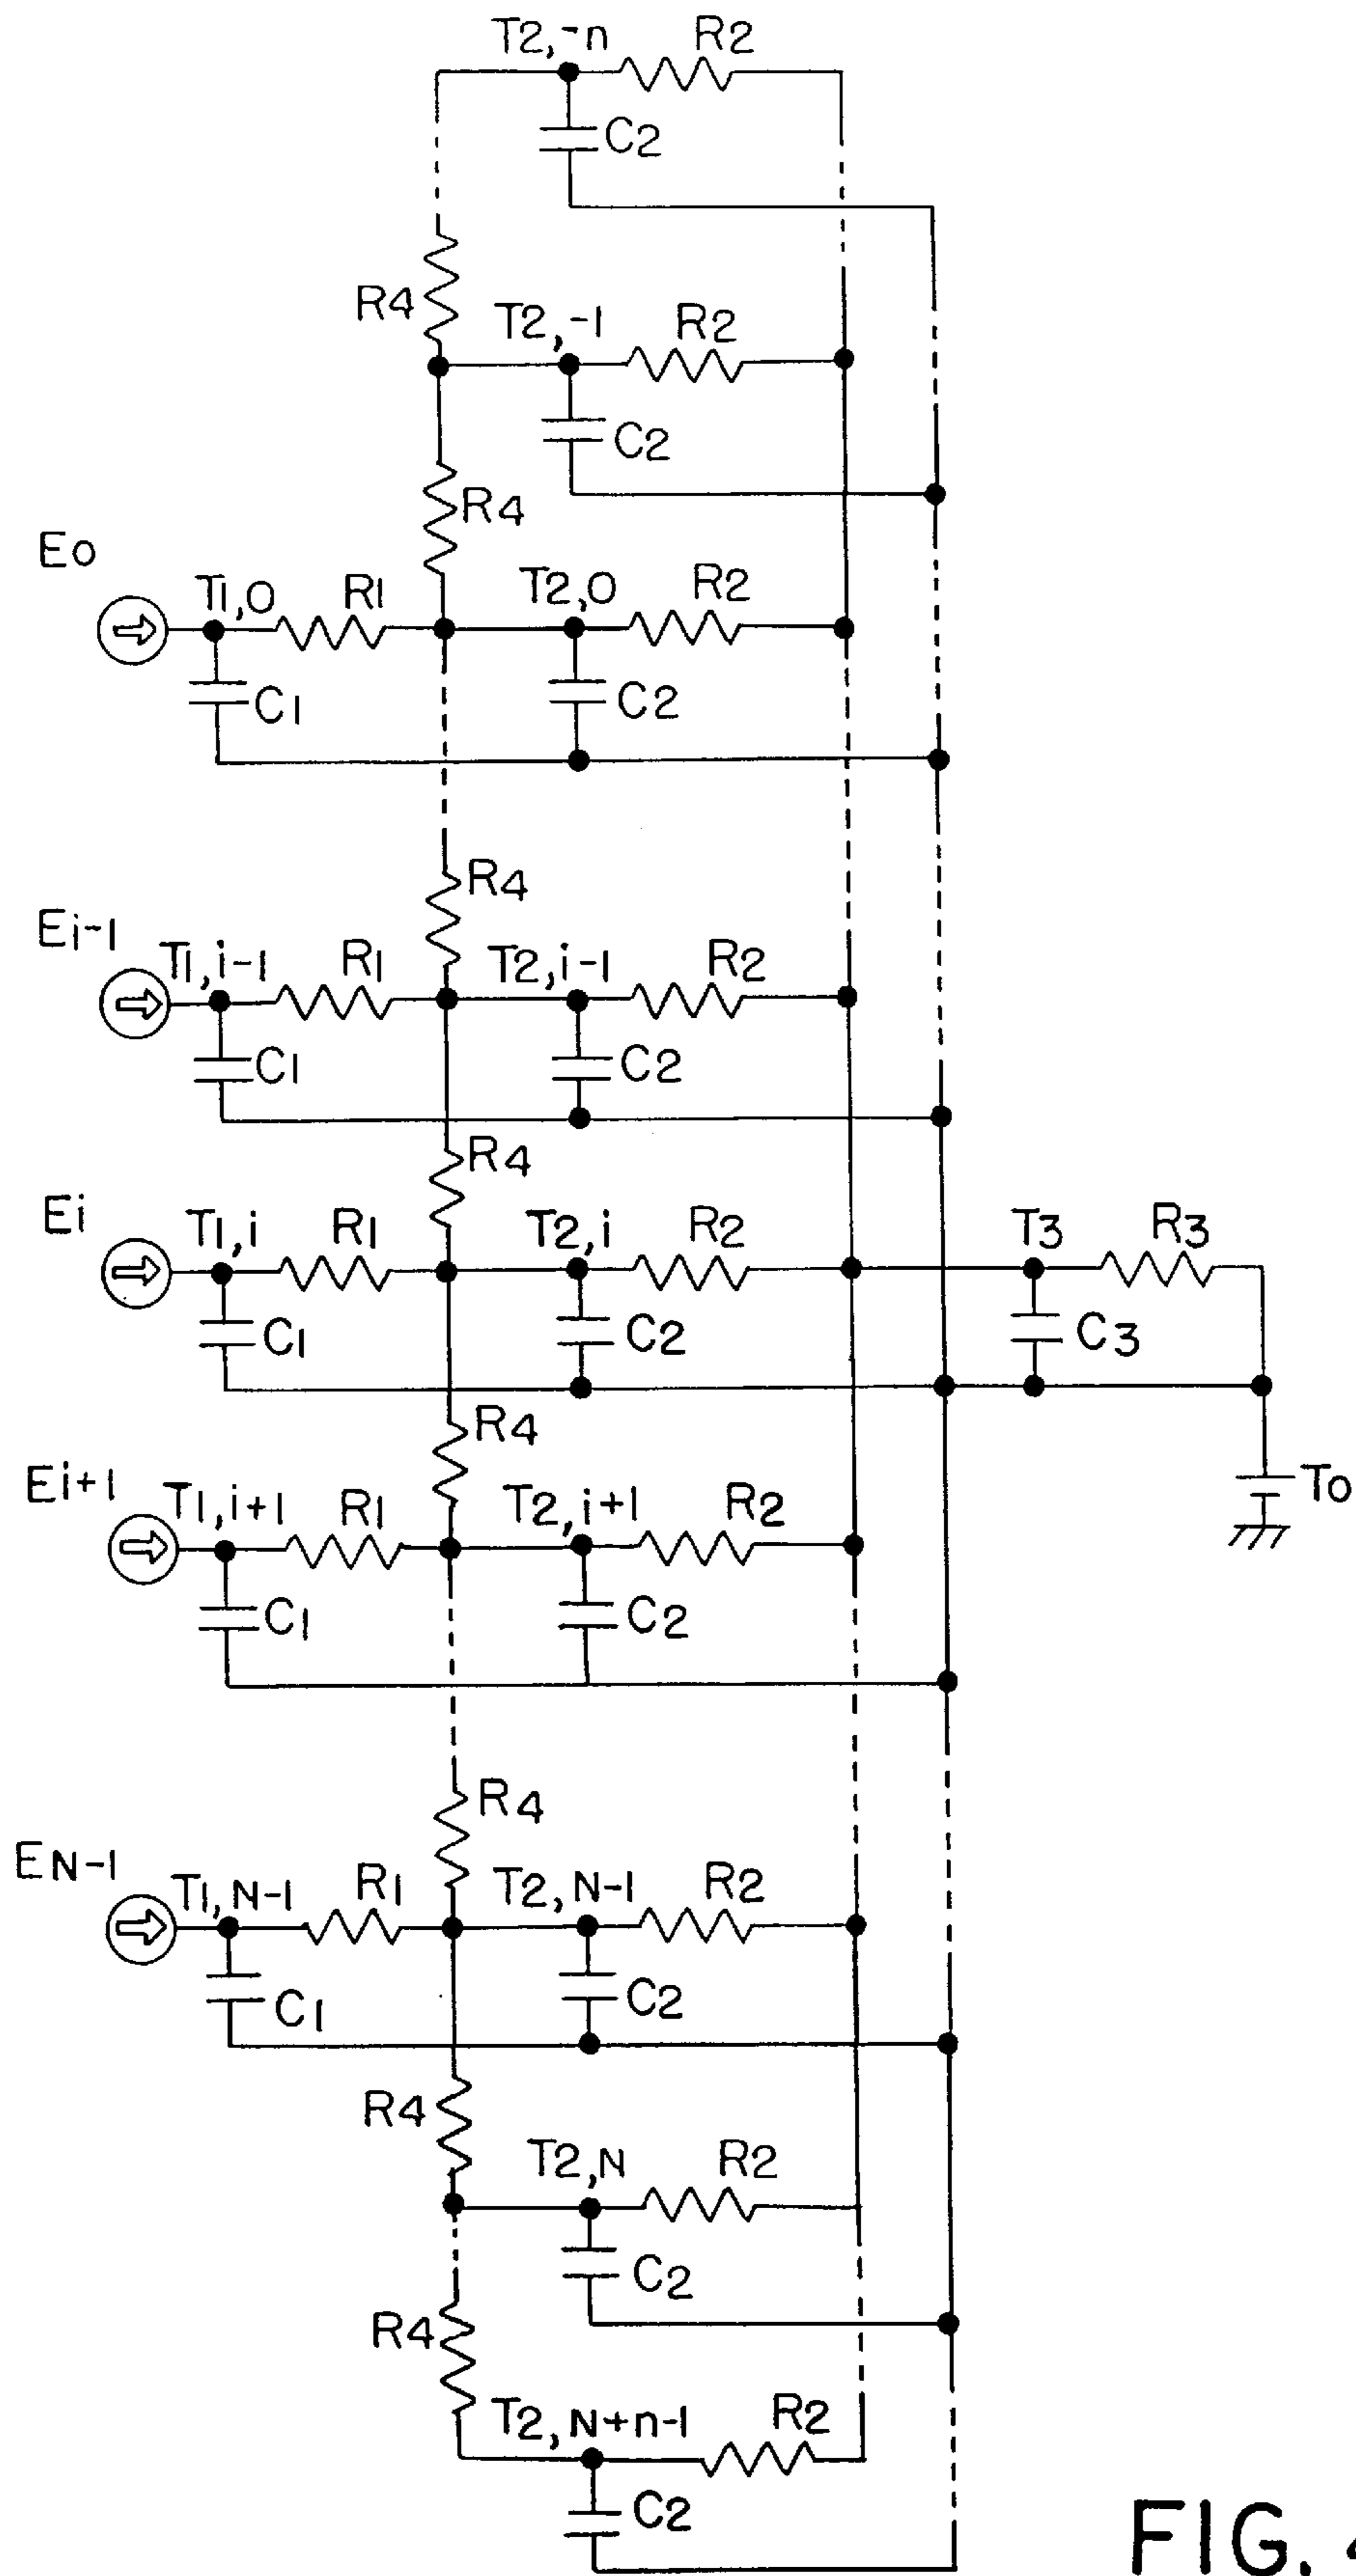 T2,-n R2
C2
R4 T2,-1 R2
C2
R4
E0 T1,0 R1 T2,0 R2
C1 C2
R4
Ei-1 T1,i-1 R1 T2,i-1 R2
C1 C2
R4
Ei T1,i R1 T2,i R2 T3 R3
C1 C2 C3
R4
Ei+1 T1,i+1 R1 T2,i+1 R2 To
C1 C2
R4
EN-1 T1,N-1 R1 T2,N-1 R2
C1 C2
R4
T2,N R2
C2
R4
T2,N+n-1 R2
C2
FIG.